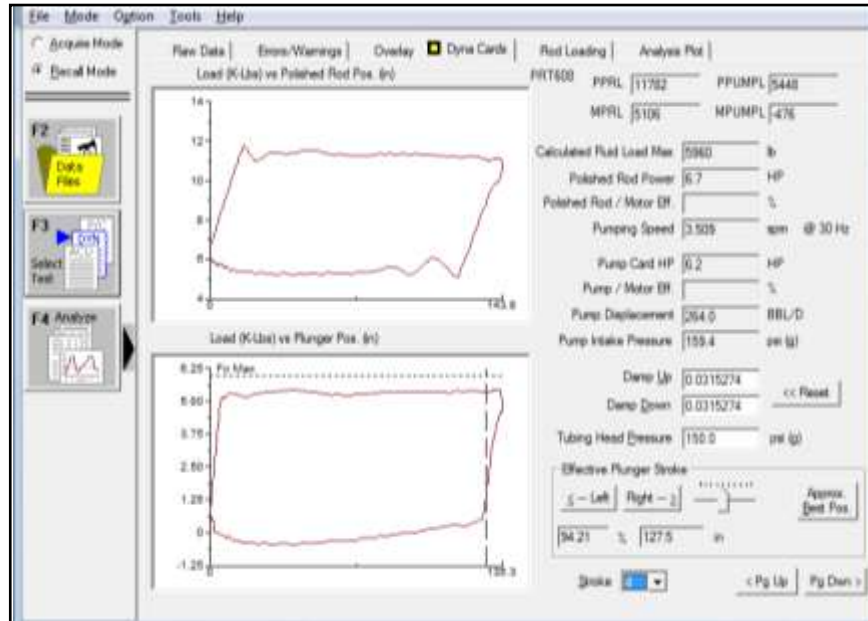 File Mode Option Tools Help
Acquire Mode
Recall Mode
F2
Data
Files
F3
Select
Test
F4 Analyze
Raw Data Errors/Warnings Overlay Dyna Cards Rod Loading Analysis Plot
Load (K-Lbs) vs Polished Rod Pos. (in)
14
12
10
8
6
4
0
143.8
Load (K-Lbs) vs Plunger Pos. (in)
6.25
Fo Max
5.00
3.75
2.50
1.25
0
-1.25
0
PRT608
PPRL 11782 PPUMPL 5448
MPRL 5106 MPUMPL -476
Calculated Fluid Load Max 5960 lb
Polished Rod Power 6.7 HP
Polished Rod / Motor Eff. %
Pumping Speed 3.509 spm @ 30 Hz
Pump Card HP 6.2 HP
Pump / Motor Eff. %
Pump Displacement 264.0 BBL/D
Pump Intake Pressure 159.4 psi (g)
Damp Up 0.0315274
Damp Down 0.0315274
<< Reset
Tubing Head Pressure 150.0 psi (g)
Effective Plunger Stroke
< -- Left Right -- >
Approx.
Best Pos.
94.21 % 127.5 in
Stroke
< Pg Up Pg Dwn >